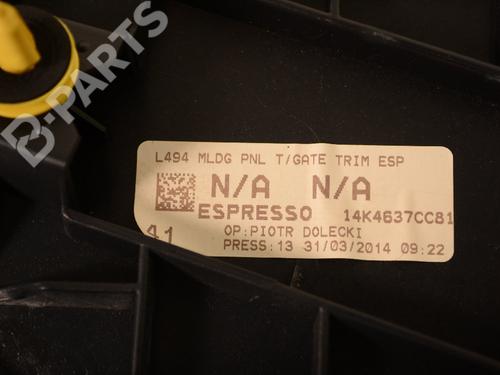 L494 MLDG PNL T/GATE TRIM ESP
N/A N/A
ESPRESSO 14K4637CC81
41 OP:PIOTR DOLECKI
PRESS:13 31/03/2014 09:22
B-PARTS